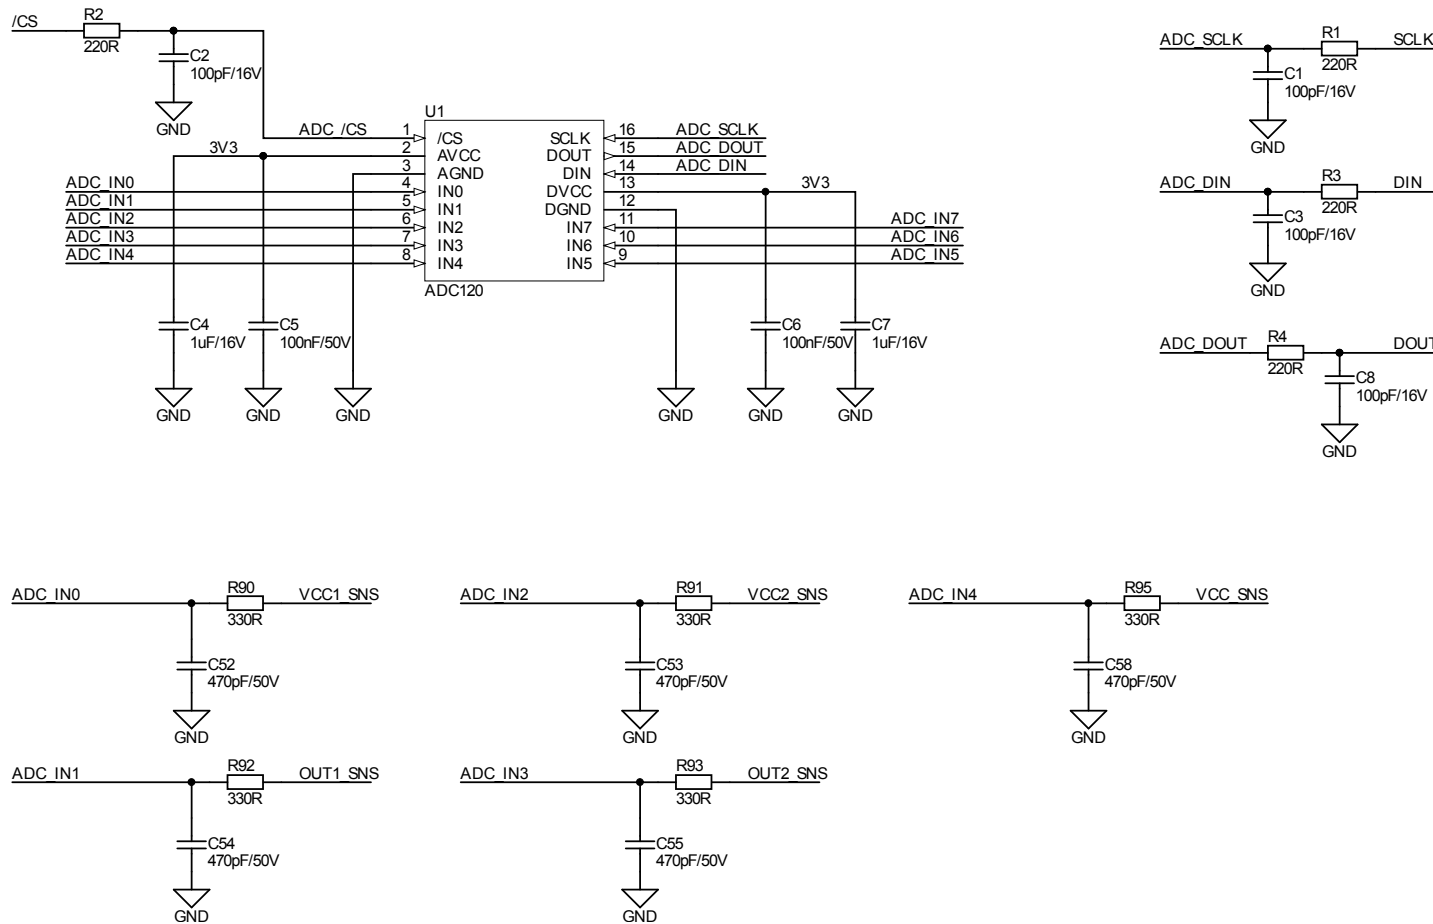 /CS
R2
220R
C2
100pF/16V
GND
ADC_SCLK
R1
220R
SCLK
C1
100pF/16V
GND
U1
ADC_/CS
1
/CS
SCLK
16
ADC_SCLK
3V3
2
AVCC
DOUT
15
ADC_DOUT
3
AGND
DIN
14
ADC_DIN
ADC_IN0
4
IN0
DVCC
13
3V3
ADC_IN1
5
IN1
DGND
12
ADC_IN2
6
IN2
IN7
11
ADC_IN7
ADC_IN3
7
IN3
IN6
10
ADC_IN6
ADC_IN4
8
IN4
IN5
9
ADC_IN5
ADC120
ADC_DIN
R3
220R
DIN
C3
100pF/16V
GND
C4
1uF/16V
C5
100nF/50V
C6
100nF/50V
C7
1uF/16V
GND
GND
GND
GND
GND
GND
ADC_DOUT
R4
220R
DOUT
C8
100pF/16V
GND
ADC_IN0
R90
330R
VCC1_SNS
C52
470pF/50V
GND
ADC_IN2
R91
330R
VCC2_SNS
C53
470pF/50V
GND
ADC_IN4
R95
330R
VCC_SNS
C58
470pF/50V
GND
ADC_IN1
R92
330R
OUT1_SNS
C54
470pF/50V
GND
ADC_IN3
R93
330R
OUT2_SNS
C55
470pF/50V
GND